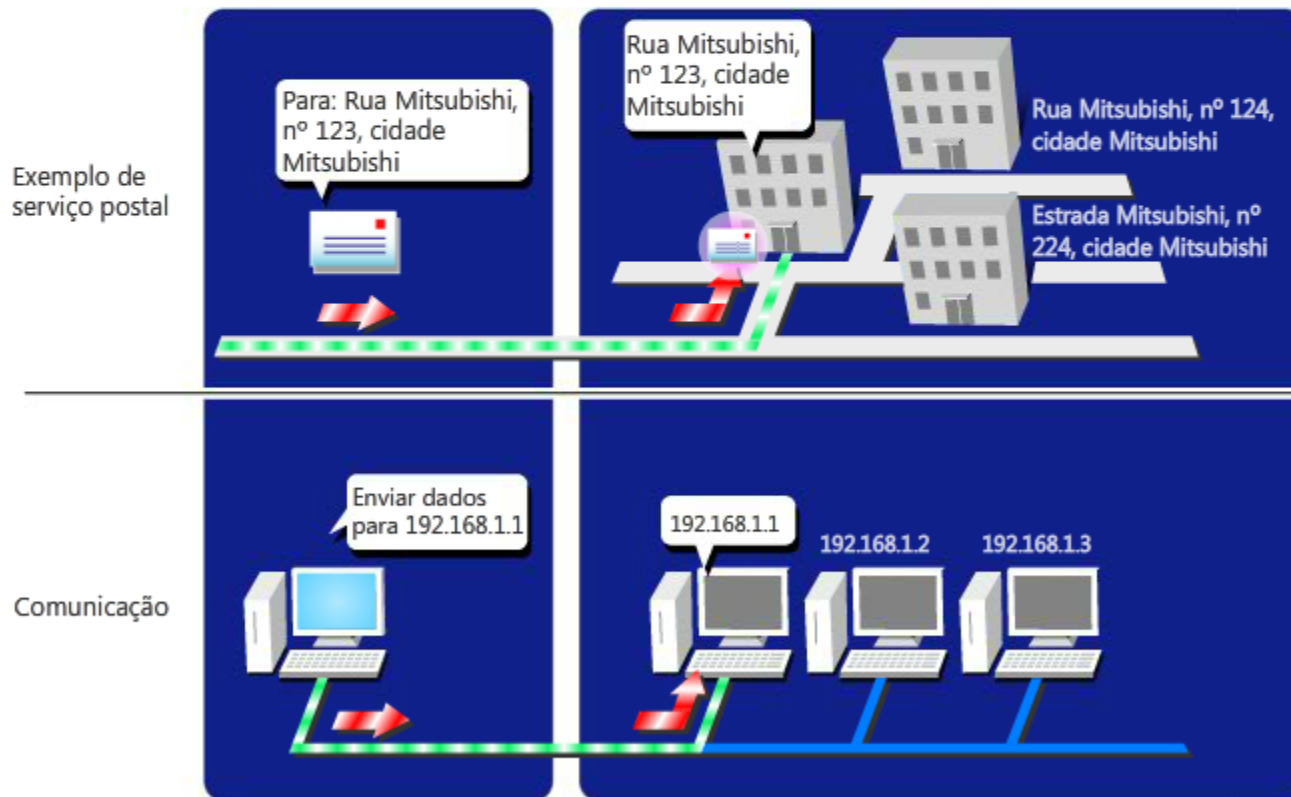 Exemplo de
serviço postal
Para: Rua Mitsubishi,
nº 123, cidade
Mitsubishi
Rua Mitsubishi,
nº 123, cidade
Mitsubishi
Rua Mitsubishi, nº 124,
cidade Mitsubishi
Estrada Mitsubishi, nº
224, cidade Mitsubishi
Comunicação
Enviar dados
para 192.168.1.1
192.168.1.1
192.168.1.2
192.168.1.3